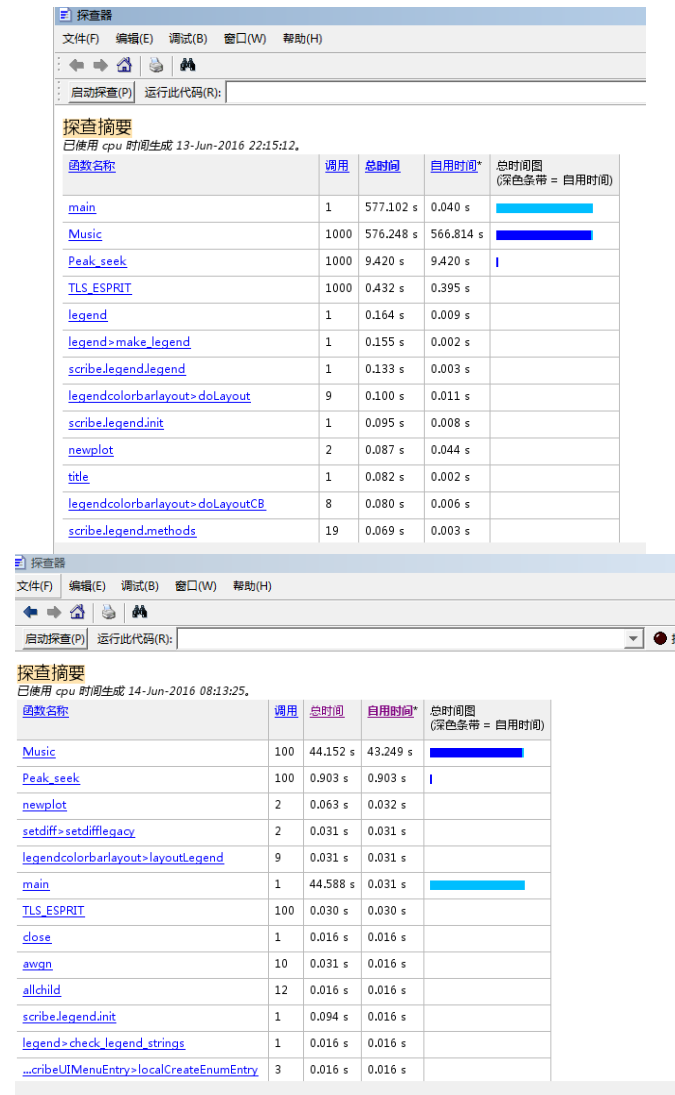 探查器
文件(F) 编辑(E) 调试(B) 窗口(W) 帮助(H)
启动探查(P) 运行此代码(R):
探查摘要
已使用 cpu 时间生成 13-Jun-2016 22:15:12。
函数名称 调用 总时间 自用时间* 总时间图
(深色条带 = 自用时间)
main 1 577.102 s 0.040 s
Music 1000 576.248 s 566.814 s
Peak_seek 1000 9.420 s 9.420 s
TLS_ESPRIT 1000 0.432 s 0.395 s
legend 1 0.164 s 0.009 s
legend>make_legend 1 0.155 s 0.002 s
scribe.legend.legend 1 0.133 s 0.003 s
legendcolorbarlayout>doLayout 9 0.100 s 0.011 s
scribe.legend.init 1 0.095 s 0.008 s
newplot 2 0.087 s 0.044 s
title 1 0.082 s 0.002 s
legendcolorbarlayout>doLayoutCB 8 0.080 s 0.006 s
scribe.legend.methods 19 0.069 s 0.003 s
探查器
文件(F) 编辑(E) 调试(B) 窗口(W) 帮助(H)
启动探查(P) 运行此代码(R):
探查摘要
已使用 cpu 时间生成 14-Jun-2016 08:13:25。
函数名称 调用 总时间 自用时间* 总时间图
(深色条带 = 自用时间)
Music 100 44.152 s 43.249 s
Peak_seek 100 0.903 s 0.903 s
newplot 2 0.063 s 0.032 s
setdiff>setdifflegacy 2 0.031 s 0.031 s
legendcolorbarlayout>layoutLegend 9 0.031 s 0.031 s
main 1 44.588 s 0.031 s
TLS_ESPRIT 100 0.030 s 0.030 s
close 1 0.016 s 0.016 s
awgn 10 0.031 s 0.016 s
allchild 12 0.016 s 0.016 s
scribe.legend.init 1 0.094 s 0.016 s
legend>check_legend_strings 1 0.016 s 0.016 s
...cribeUIMenuEntry>localCreateEnumEntry 3 0.016 s 0.016 s